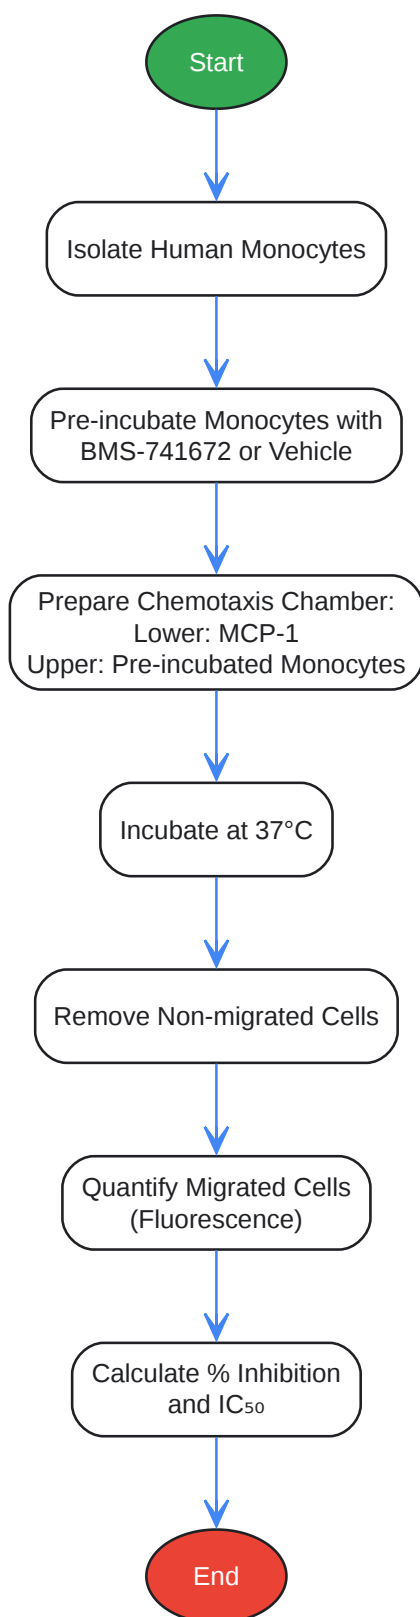 Start
Isolate Human Monocytes
Pre-incubate Monocytes with
BMS-741672 or Vehicle
Prepare Chemotaxis Chamber:
Lower: MCP-1
Upper: Pre-incubated Monocytes
Incubate at 37°C
Remove Non-migrated Cells
Quantify Migrated Cells
(Fluorescence)
Calculate % Inhibition
and IC₅₀
End